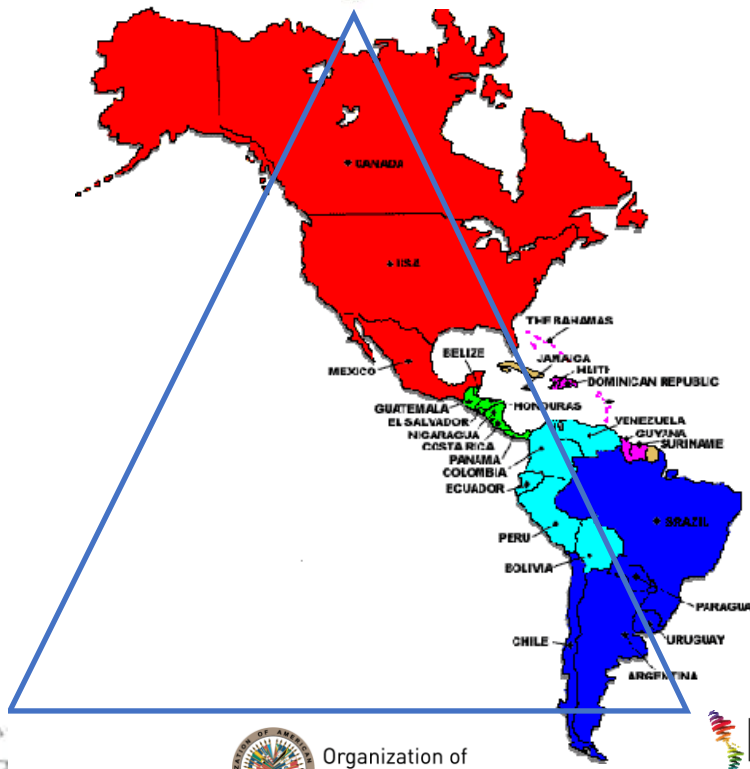 CANADA
USA
THE BAHAMAS
BELIZE
JAMAICA
MEXICO
DOMINICAN REPUBLIC
GUATEMALA
HONDURAS
EL SALVADOR
VENEZUELA
NICARAGUA
GUYANA
COSTA RICA
SURINAME
PANAMA
COLOMBIA
ECUADOR
BRAZIL
PERU
BOLIVIA
PARAGUA
CHILE
URUGUAY
ARGENTINA
Organization of